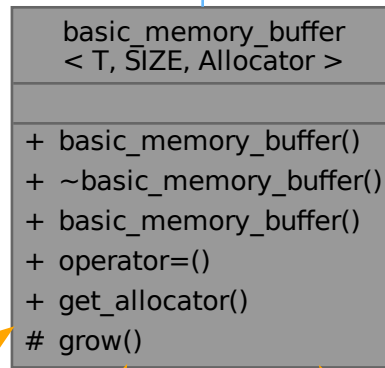 basic_memory_buffer
< T, SIZE, Allocator >
+ basic_memory_buffer()
+ ~basic_memory_buffer()
+ basic_memory_buffer()
+ operator=()
+ get_allocator()
# grow()